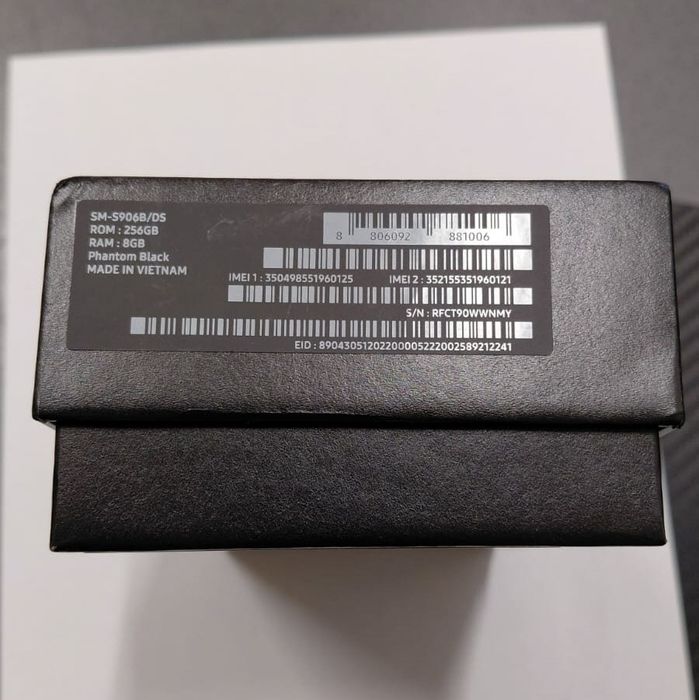 SM-S906B/DS
ROM : 256GB
RAM : 8GB
Phantom Black
MADE IN VIETNAM
8 806092 881006
IMEI 1 : 350498551960125 IMEI 2 : 352155351960121
S/N : RFCT90WWNMY
EID : 89043051202200005222002589212241